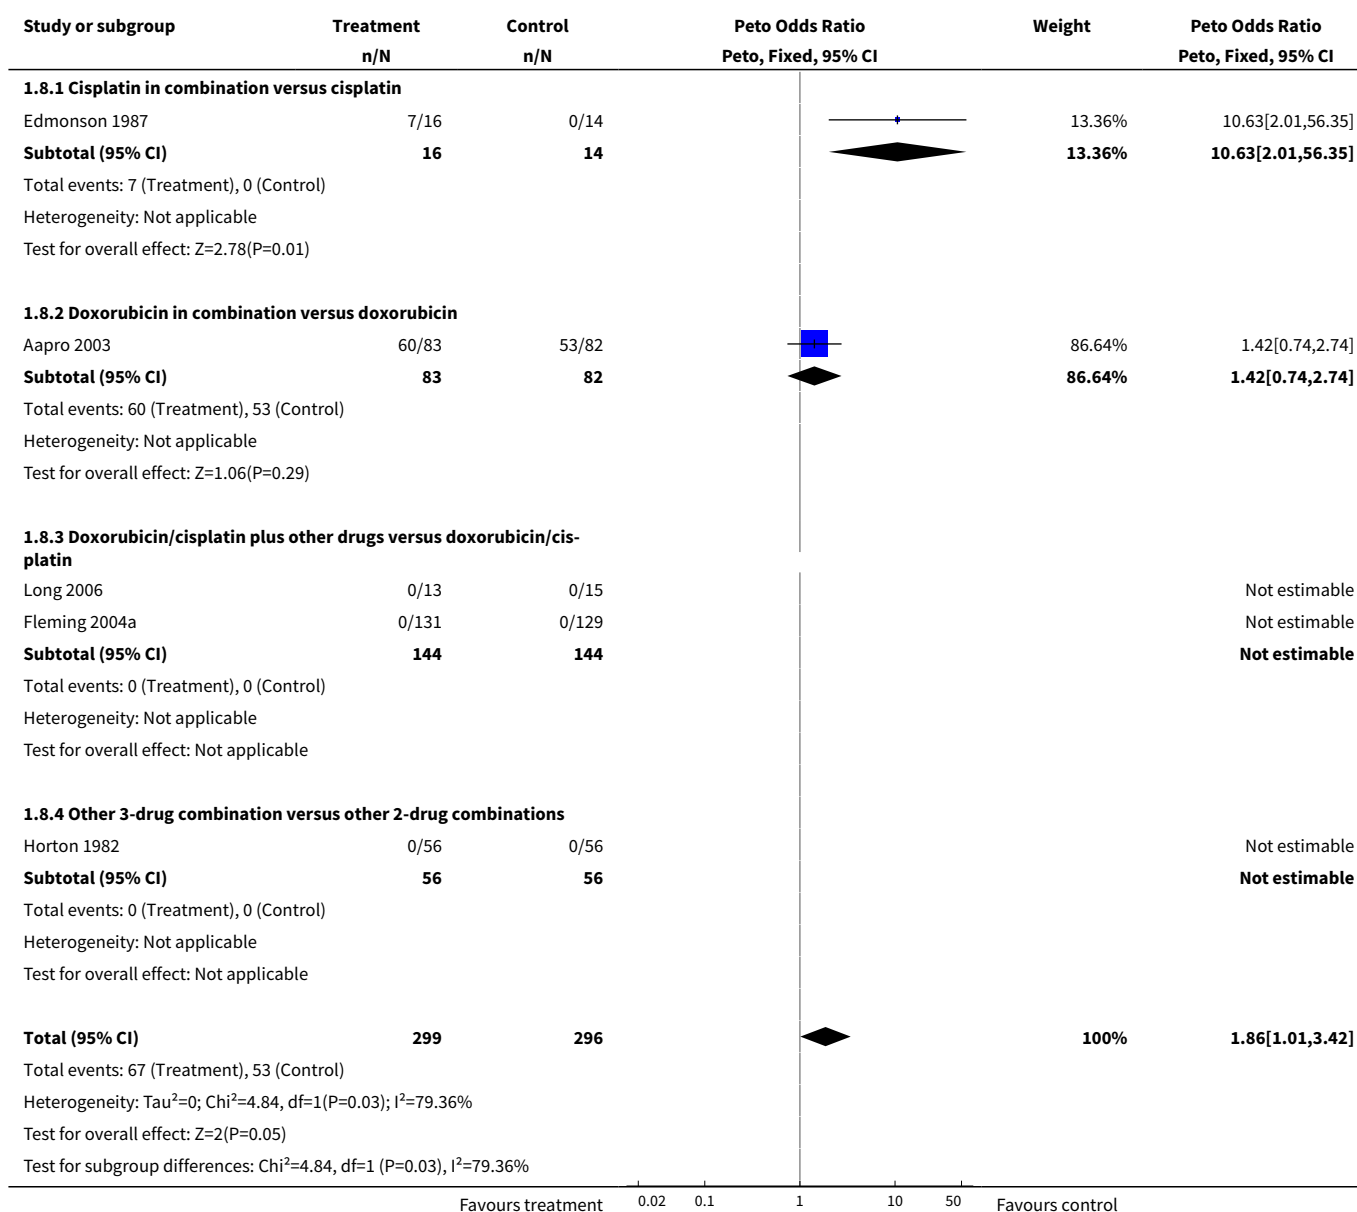 Study or subgroup Treatment Control Peto Odds Ratio Weight Peto Odds Ratio
n/N n/N Peto, Fixed, 95% CI Peto, Fixed, 95% CI
1.8.1 Cisplatin in combination versus cisplatin
Edmonson 1987 7/16 0/14 13.36% 10.63[2.01,56.35]
Subtotal (95% CI) 16 14 13.36% 10.63[2.01,56.35]
Total events: 7 (Treatment), 0 (Control)
Heterogeneity: Not applicable
Test for overall effect: Z=2.78(P=0.01)
1.8.2 Doxorubicin in combination versus doxorubicin
Aapro 2003 60/83 53/82 86.64% 1.42[0.74,2.74]
Subtotal (95% CI) 83 82 86.64% 1.42[0.74,2.74]
Total events: 60 (Treatment), 53 (Control)
Heterogeneity: Not applicable
Test for overall effect: Z=1.06(P=0.29)
1.8.3 Doxorubicin/cisplatin plus other drugs versus doxorubicin/cis-
platin
Long 2006 0/13 0/15 Not estimable
Fleming 2004a 0/131 0/129 Not estimable
Subtotal (95% CI) 144 144 Not estimable
Total events: 0 (Treatment), 0 (Control)
Heterogeneity: Not applicable
Test for overall effect: Not applicable
1.8.4 Other 3-drug combination versus other 2-drug combinations
Horton 1982 0/56 0/56 Not estimable
Subtotal (95% CI) 56 56 Not estimable
Total events: 0 (Treatment), 0 (Control)
Heterogeneity: Not applicable
Test for overall effect: Not applicable
Total (95% CI) 299 296 100% 1.86[1.01,3.42]
Total events: 67 (Treatment), 53 (Control)
Heterogeneity: Tau²=0; Chi²=4.84, df=1(P=0.03); I²=79.36%
Test for overall effect: Z=2(P=0.05)
Test for subgroup differences: Chi²=4.84, df=1 (P=0.03), I²=79.36%
Favours treatment 0.02 0.1 1 10 50 Favours control